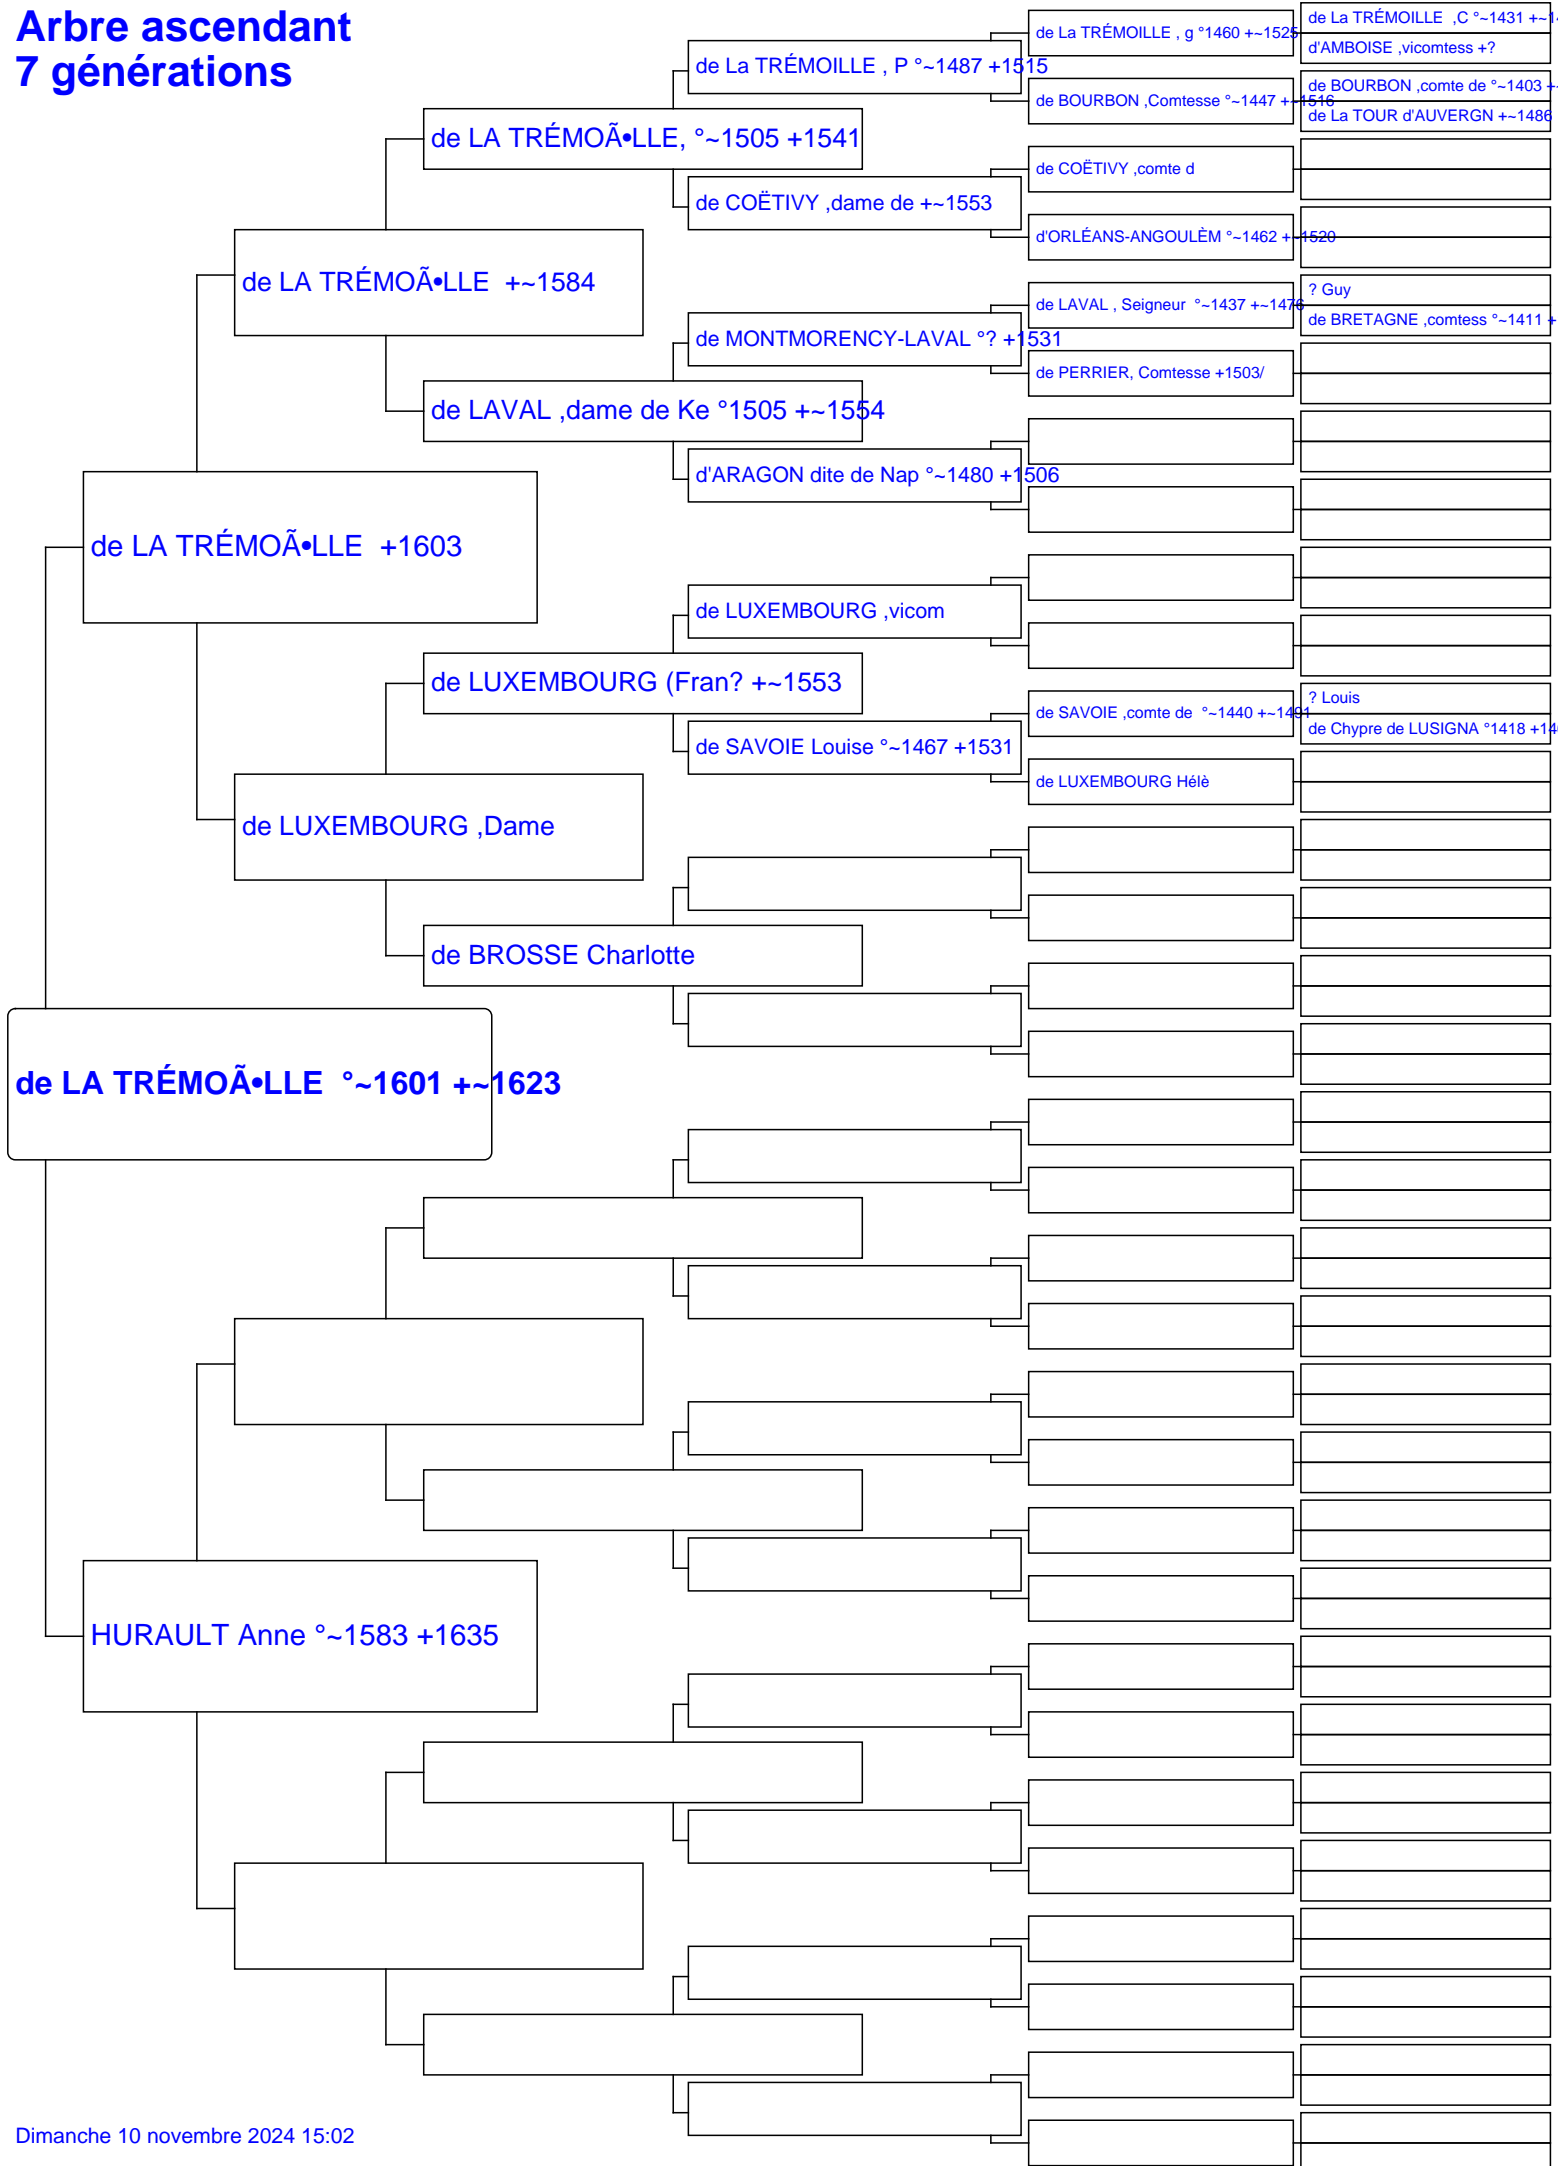 Arbre ascendant
7 générations
de La TRÉMOILLE , g °1460 +~1525
de La TRÉMOILLE ,C °~1431 +~1
d'AMBOISE ,vicomtess +?
de La TRÉMOILLE , P °~1487 +1515
de BOURBON ,Comtesse °~1447 +~1516
de BOURBON ,comte de °~1403 +
de La TOUR d'AUVERGN +~1486
de LA TRÉMOÃ•LLE, °~1505 +1541
de COËTIVY ,comte d
de COËTIVY ,dame de +~1553
d'ORLÉANS-ANGOULÈM °~1462 +~1520
de LA TRÉMOÃ•LLE  +~1584
de LAVAL , Seigneur  °~1437 +~1476
? Guy
de BRETAGNE ,comtess °~1411 +
de MONTMORENCY-LAVAL °? +1531
de PERRIER, Comtesse +1503/
de LAVAL ,dame de Ke °1505 +~1554
d'ARAGON dite de Nap °~1480 +1506
de LA TRÉMOÃ•LLE  +1603
de LUXEMBOURG ,vicom
de LUXEMBOURG (Fran? +~1553
de SAVOIE ,comte de  °~1440 +~1491
? Louis
de Chypre de LUSIGNA °1418 +14
de SAVOIE Louise °~1467 +1531
de LUXEMBOURG Hélè
de LUXEMBOURG ,Dame
de BROSSE Charlotte
de LA TRÉMOÃ•LLE  °~1601 +~1623
HURAULT Anne °~1583 +1635
Dimanche 10 novembre 2024 15:02